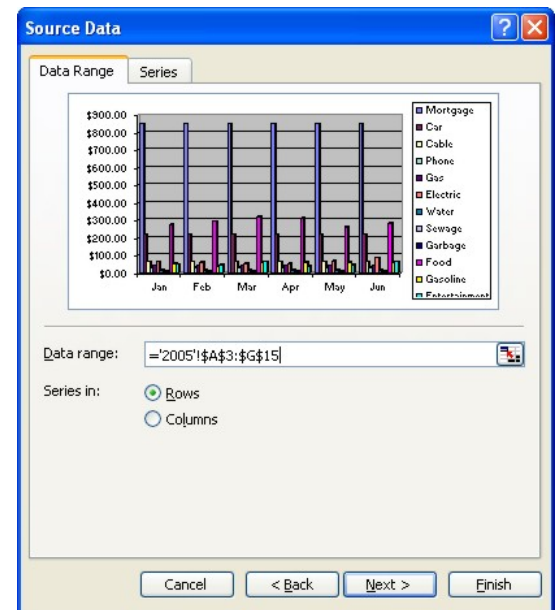 Source Data
Data Range
Series
$900.00
$800.00
$700.00
$600.00
$500.00
$400.00
$300.00
$200.00
$100.00
$0.00
Jan Feb Mar Apr May Jun
Mortgage
Car
Cable
Phone
Gas
Electric
Water
Sewage
Garbage
Food
Gasoline
Entertainment
Data range:
='2005'!$A$3:$G$15
Series in:
Rows
Columns
Cancel
< Back
Next >
Finish